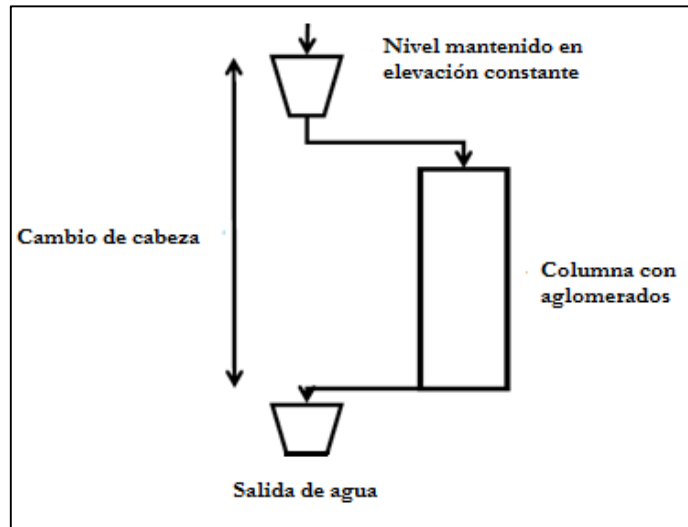 Nivel mantenido en
elevación constante
Cambio de cabeza
Columna con
aglomerados
Salida de agua